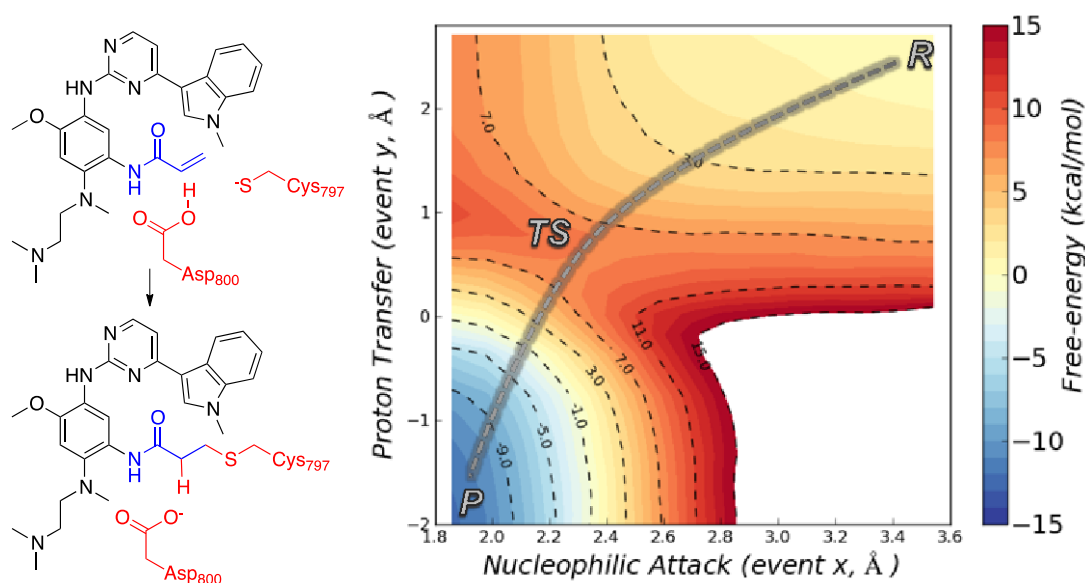 N
N
HN
N
O
O
N
H
H
-S
Cys797
N
O
O
N
Asp800
N
N
HN
N
O
O
N
H
S
Cys797
H
N
O
O-
N
Asp800
Proton Transfer (event y, Å)
2
1
0
-1
-2
R
TS
P
7.0
3.0
11.0
15.0
7.0
3.0
-1.0
-5.0
-9.0
1.8 2.0 2.2 2.4 2.6 2.8 3.0 3.2 3.4 3.6
Nucleophilic Attack (event x, Å)
15
10
5
0
−5
−10
−15
Free-energy (kcal/mol)